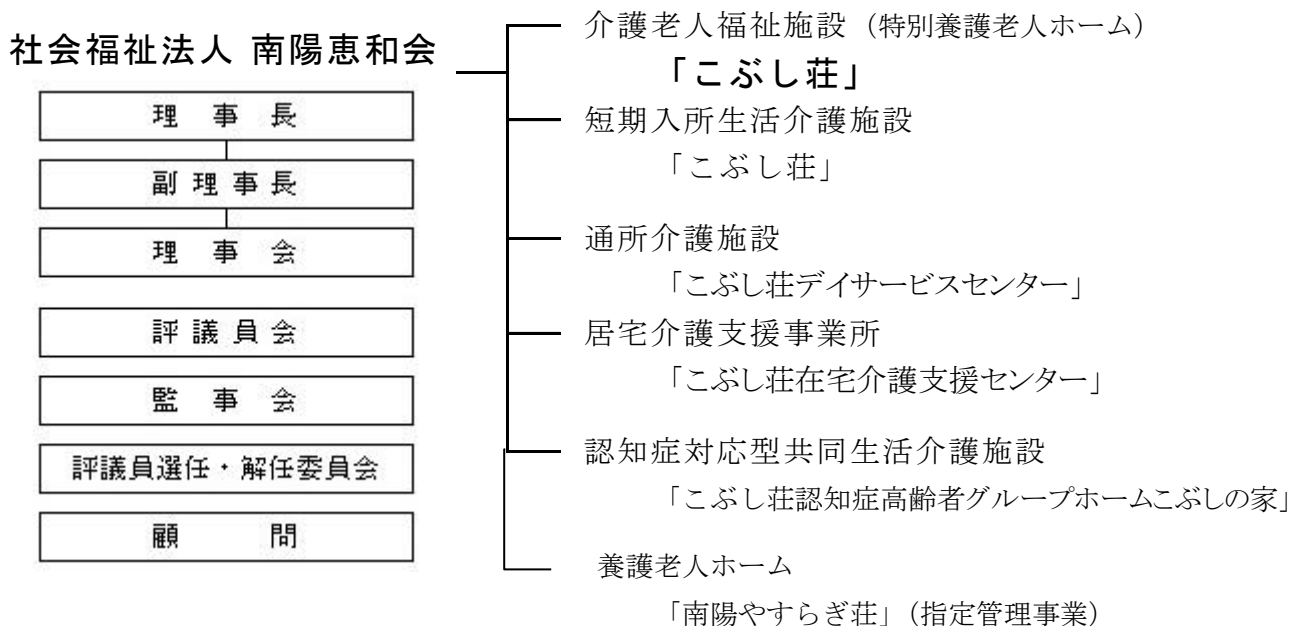 社会福祉法人 南陽恵和会
理事長
副理事長
理事会
評議員会
監事会
評議員選任・解任委員会
顧問
介護老人福祉施設（特別養護老人ホーム）
「こぶし荘」
短期入所生活介護施設
「こぶし荘」
通所介護施設
「こぶし荘デイサービスセンター」
居宅介護支援事業所
「こぶし荘在宅介護支援センター」
認知症対応型共同生活介護施設
「こぶし荘認知症高齢者グループホームこぶしの家」
養護老人ホーム
「南陽やすらぎ荘」（指定管理事業）